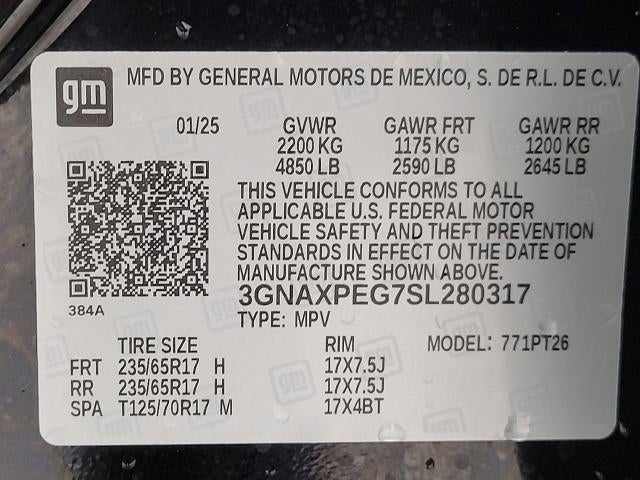 gm
MFD BY GENERAL MOTORS DE MEXICO, S. DE R.L. DE C.V.
01/25 GVWR GAWR FRT GAWR RR
2200 KG 1175 KG 1200 KG
4850 LB 2590 LB 2645 LB
THIS VEHICLE CONFORMS TO ALL
APPLICABLE U.S. FEDERAL MOTOR
VEHICLE SAFETY AND THEFT PREVENTION
STANDARDS IN EFFECT ON THE DATE OF
MANUFACTURE SHOWN ABOVE.
3GNAXPEG7SL280317
384A
TYPE: MPV
TIRE SIZE RIM MODEL: 771PT26
FRT 235/65R17 H 17X7.5J
RR 235/65R17 H 17X7.5J
SPA T125/70R17 M 17X4BT